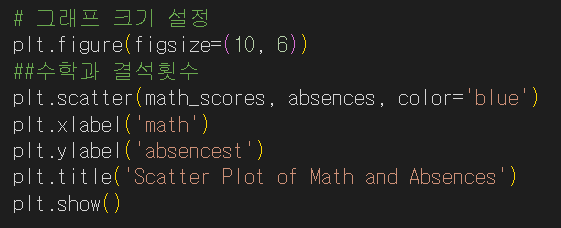 # 그래프 크기 설정
plt.figure(figsize=(10, 6))
##수학과 결석횟수
plt.scatter(math_scores, absences, color='blue')
plt.xlabel('math')
plt.ylabel('absencest')
plt.title('Scatter Plot of Math and Absences')
plt.show()